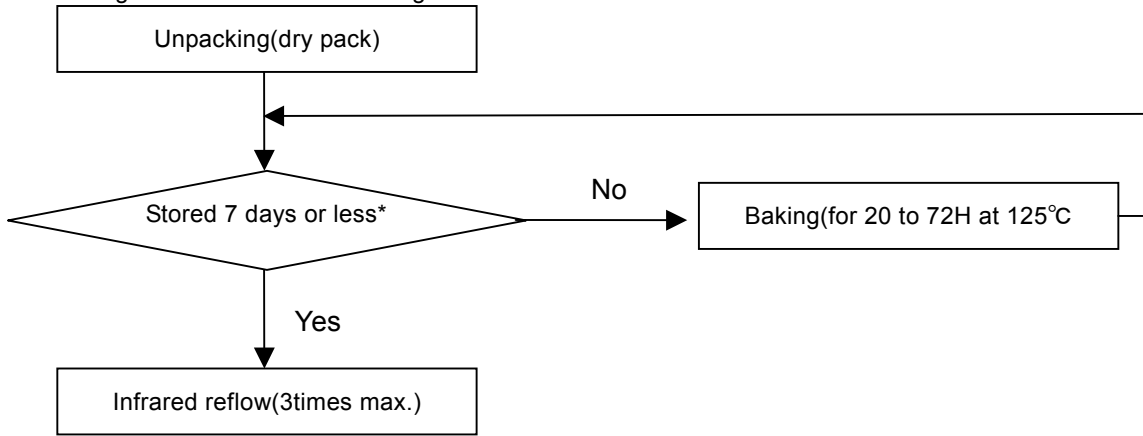 Unpacking(dry pack)
Stored 7 days or less*
No
Baking(for 20 to 72H at 125℃
Yes
Infrared reflow(3times max.)